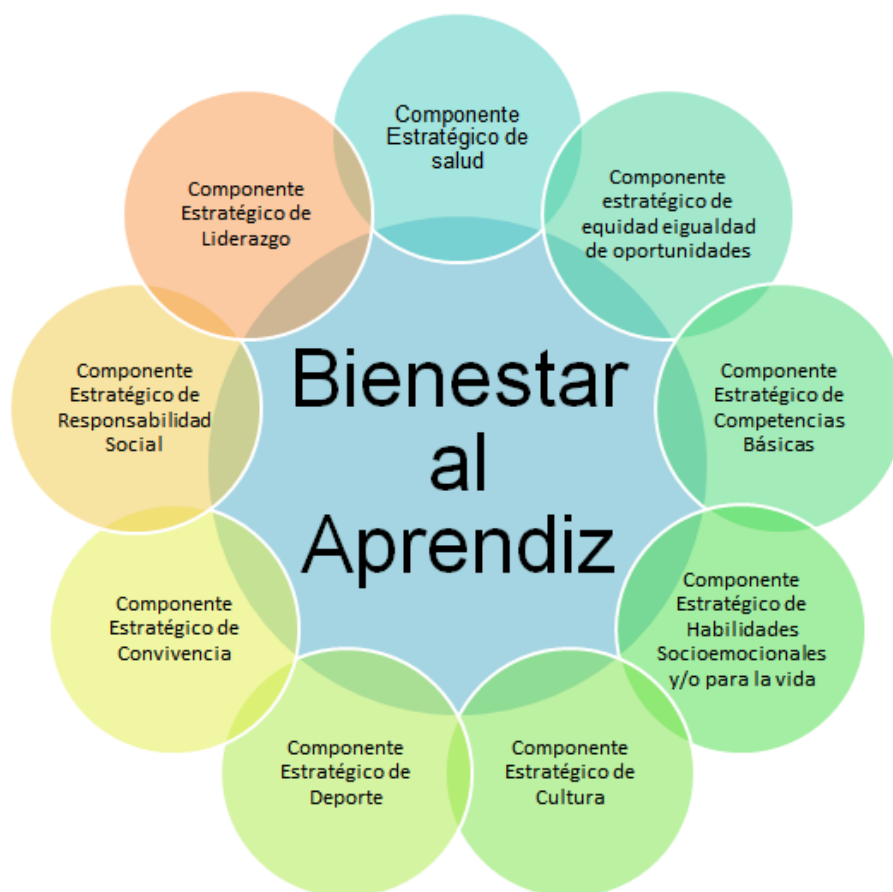 Componente
Estratégico de
salud
Componente
estratégico de
equidad eigualdad
de oportunidades
Componente
Estratégico de
Competencias
Básicas
Componente
Estratégico de
Habilidades
Socioemocionales
y/o para la vida
Componente
Estratégico de
Cultura
Componente
Estratégico de
Deporte
Componente
Estratégico de
Convivencia
Componente
Estratégico de
Responsabilidad
Social
Componente
Estratégico de
Liderazgo
Bienestar
al
Aprendiz